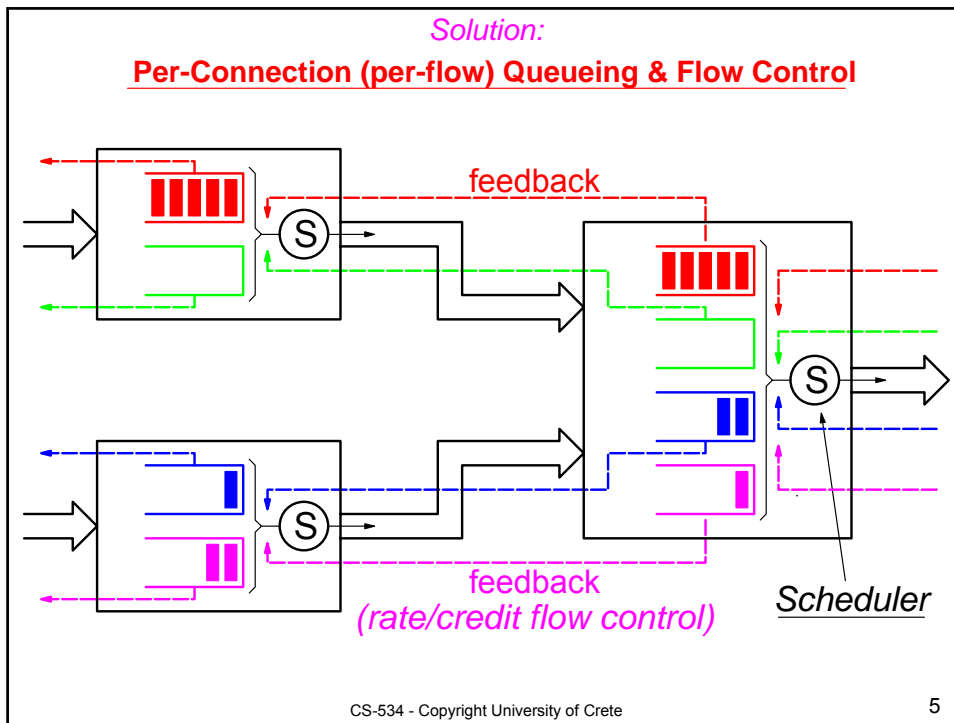 Solution:
Per-Connection (per-flow) Queueing & Flow Control
feedback
S
S
S
feedback
(rate/credit flow control)
Scheduler
CS-534 - Copyright University of Crete
5